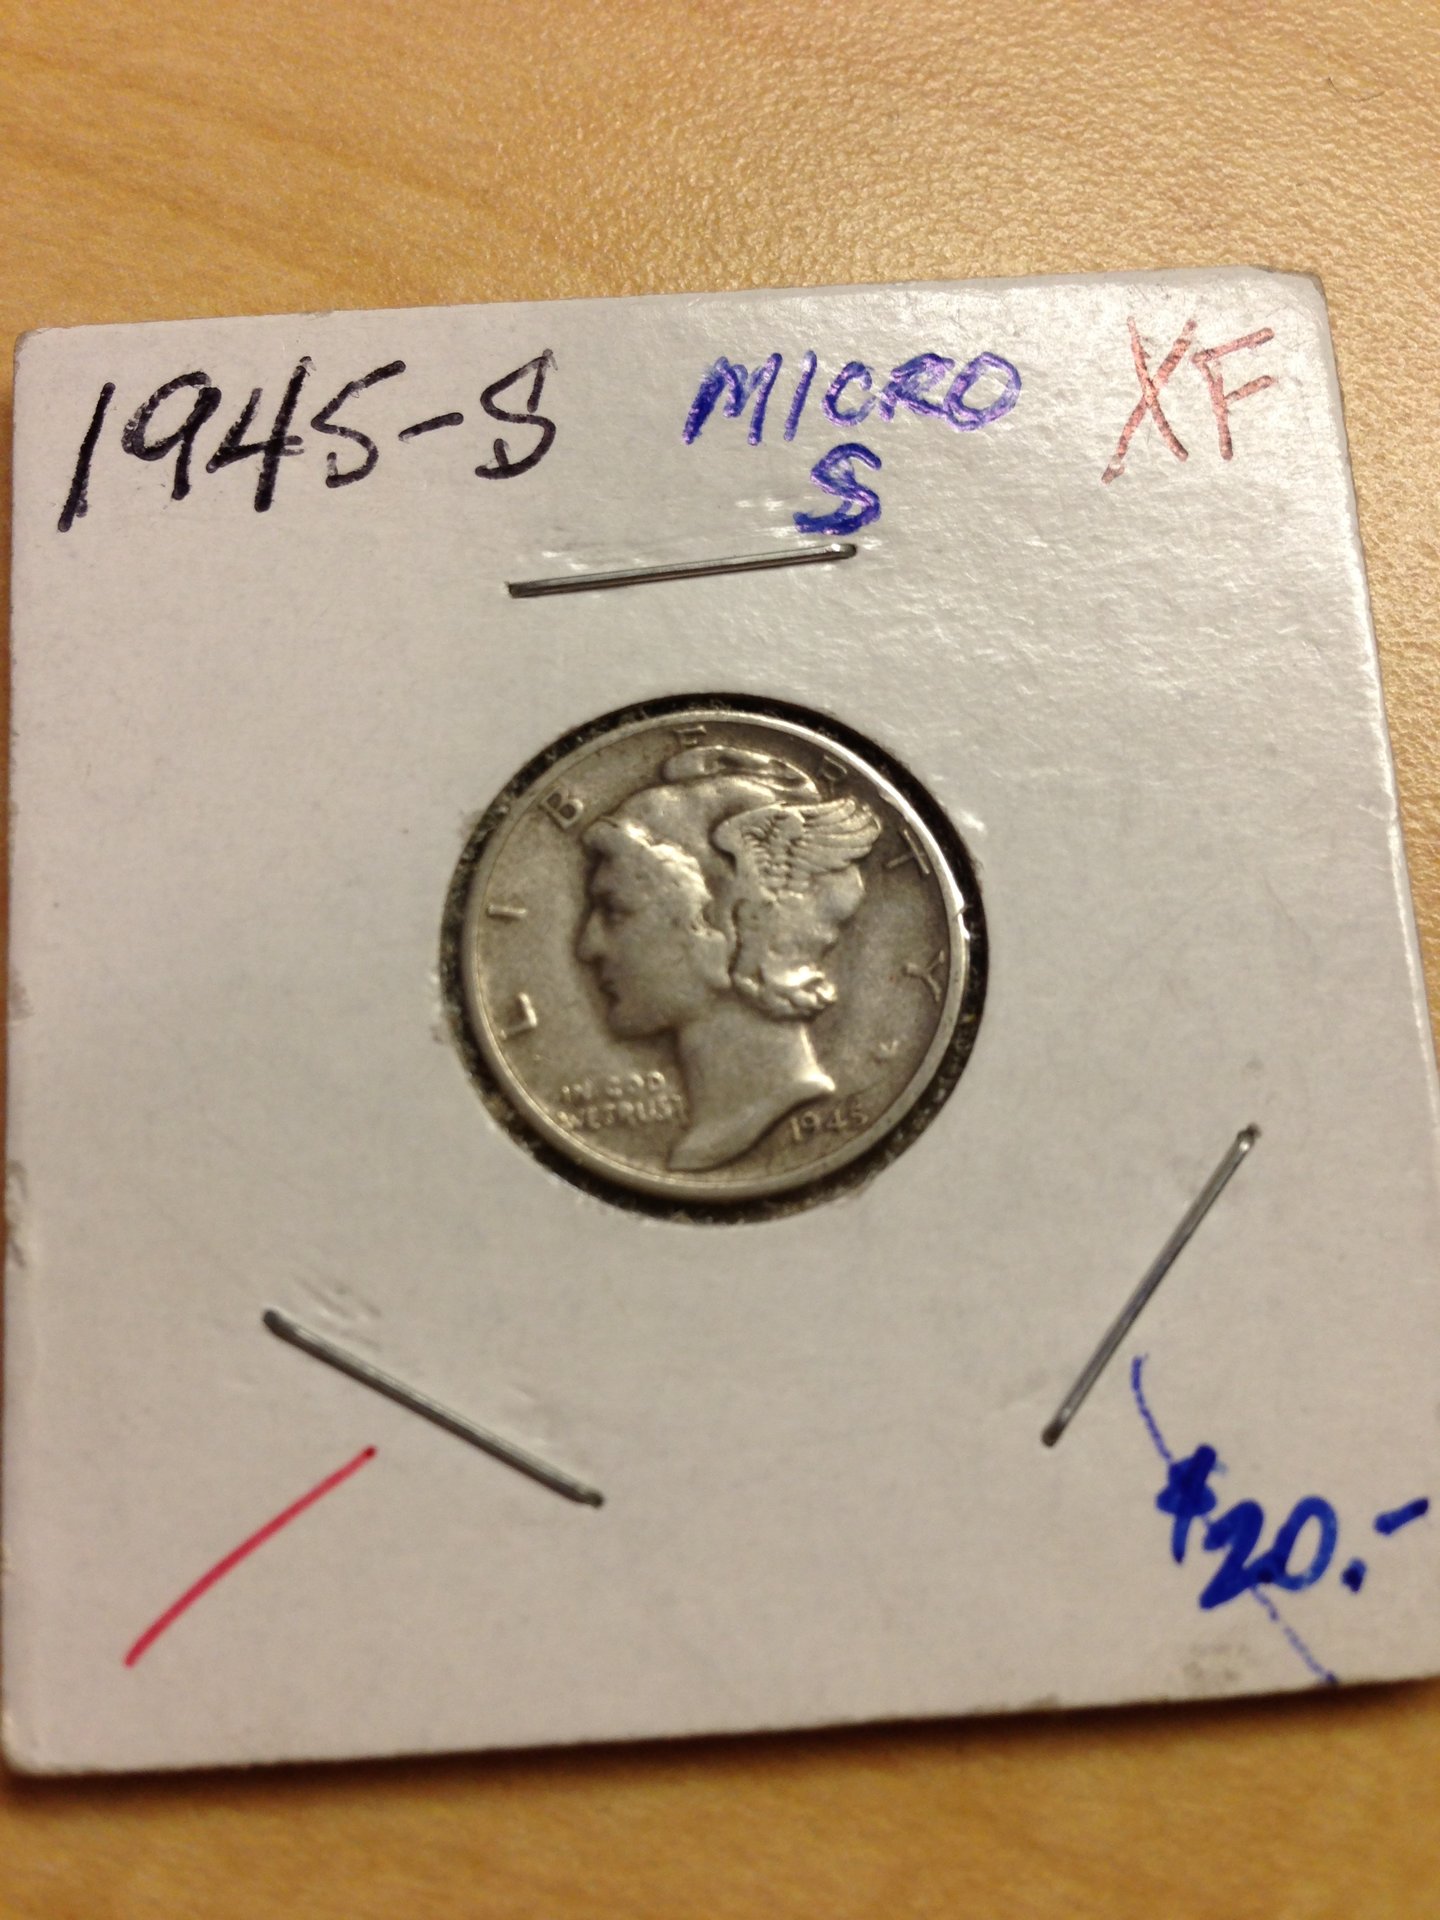 1945-S MICRO XF
S
LIBERTY
IN GOD
WE TRUST
1945
$20.-